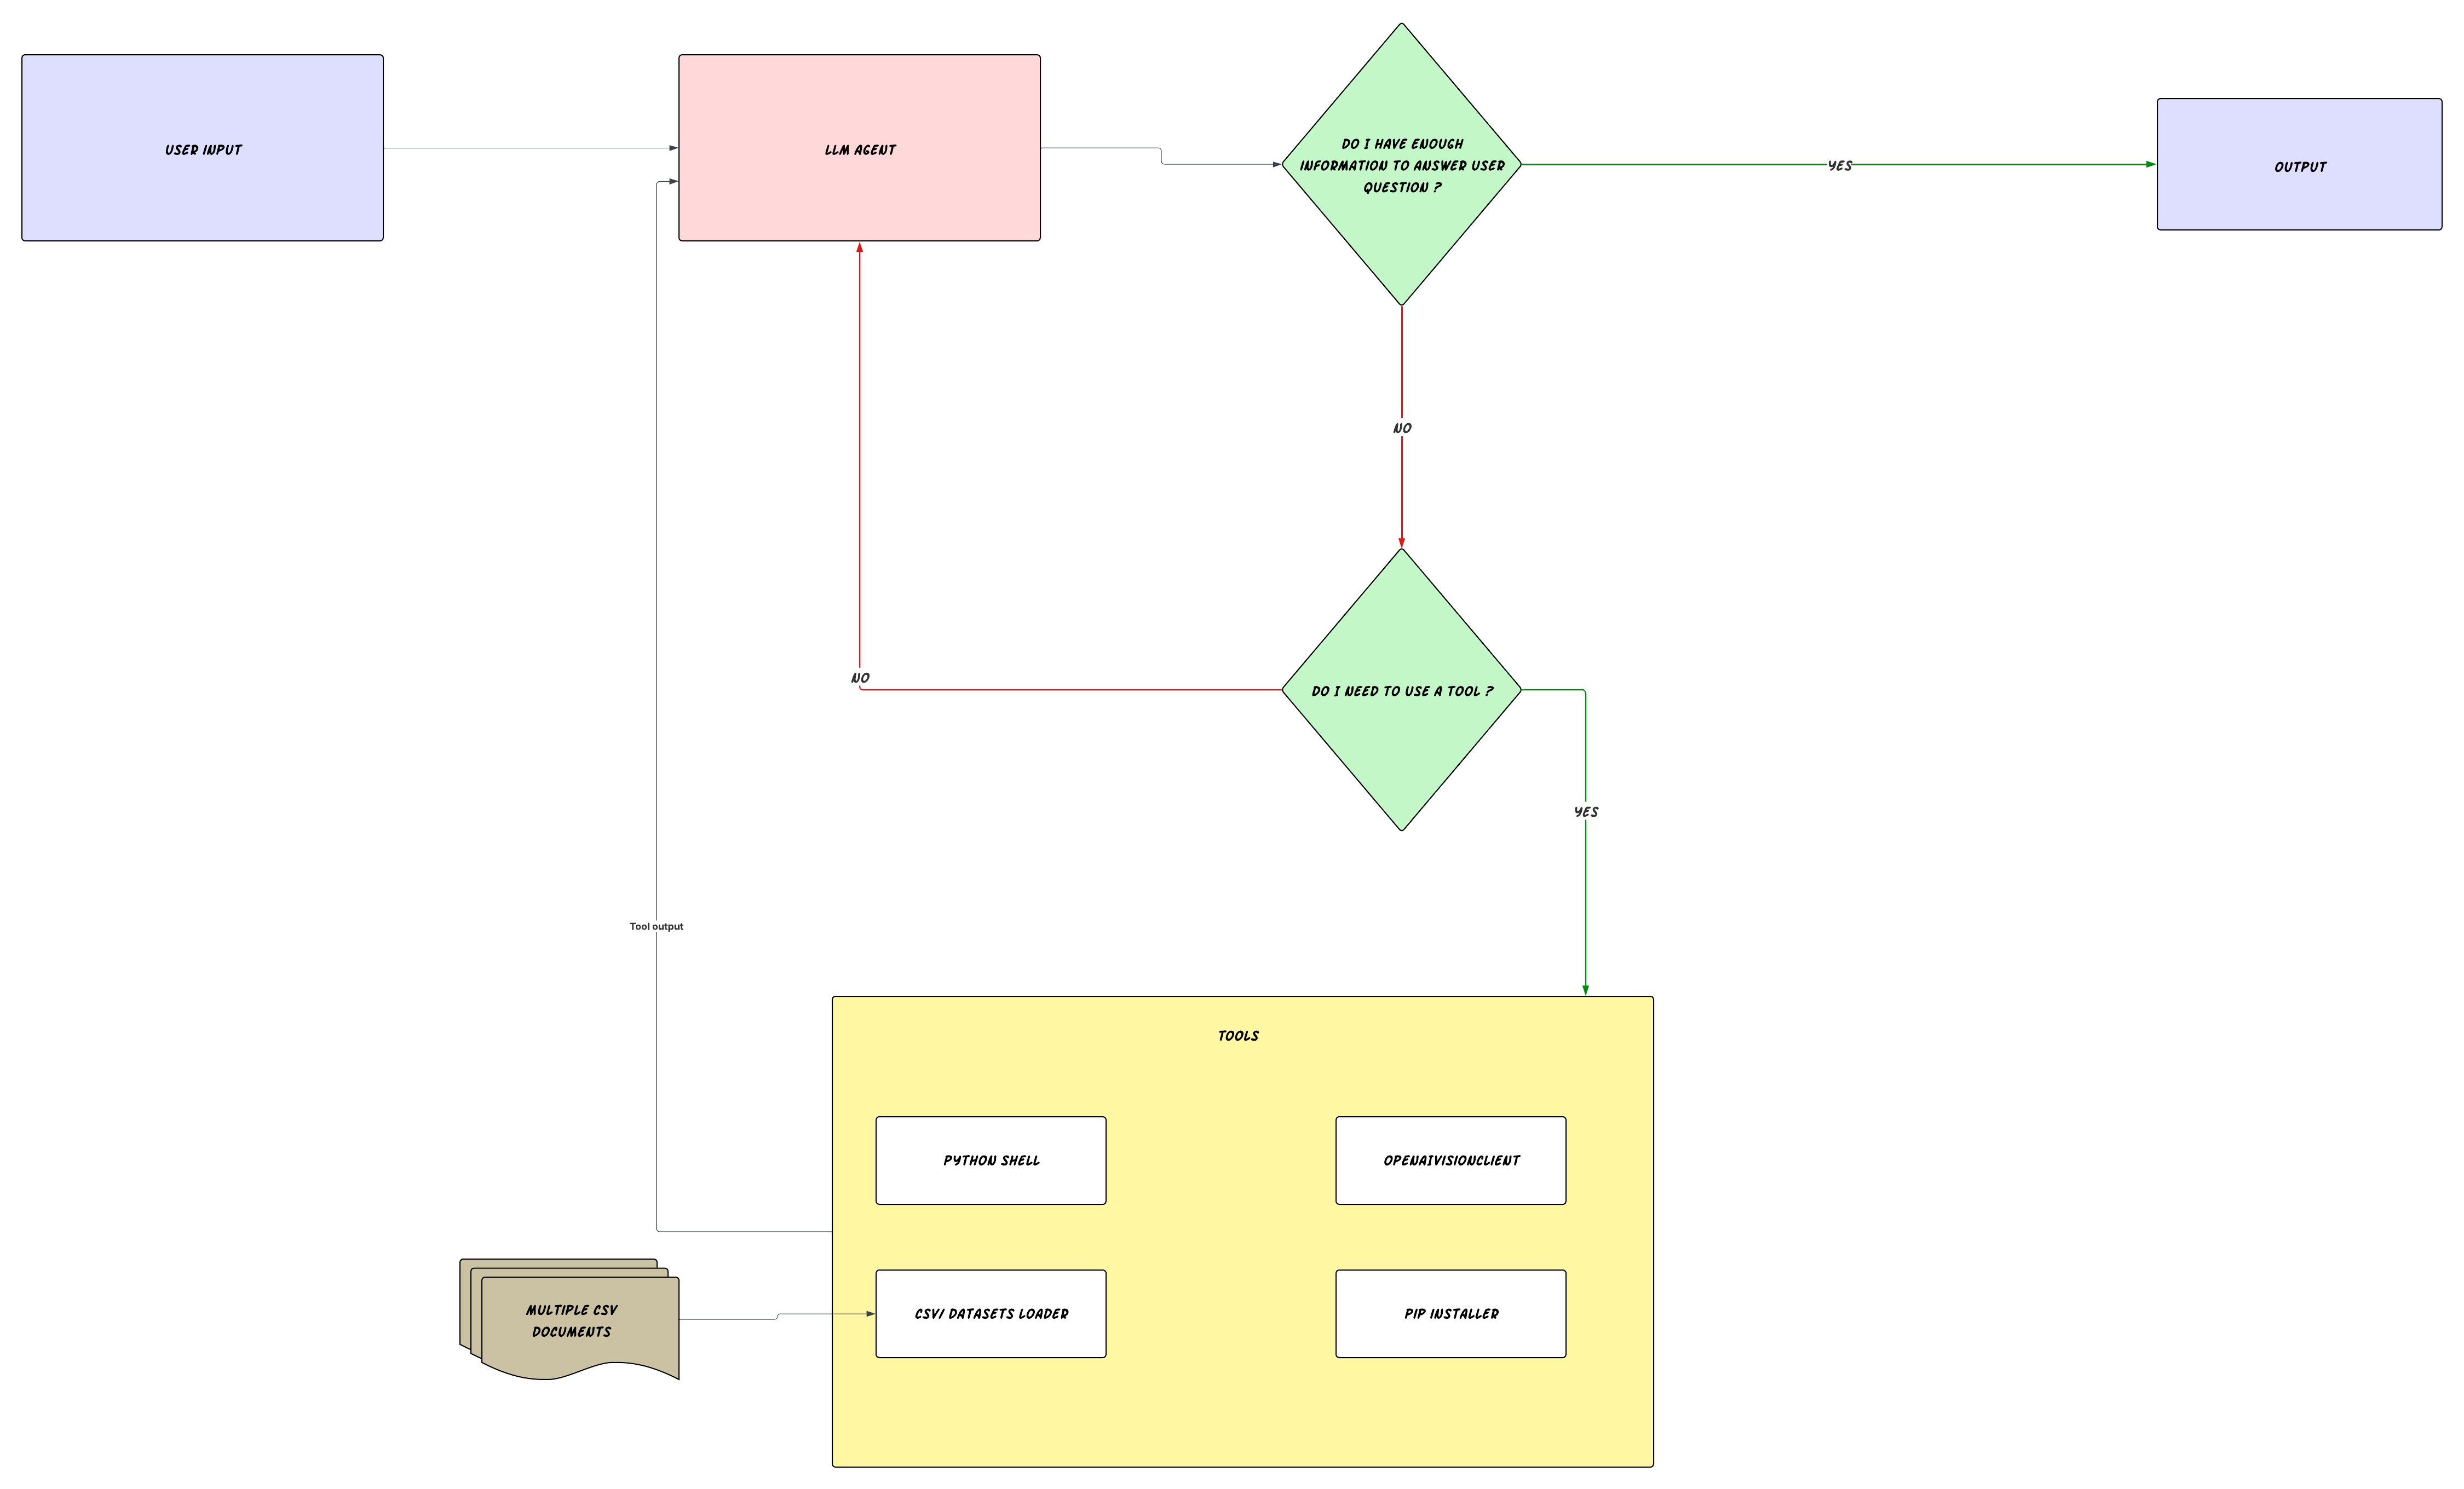 USER INPUT
LLM AGENT
DO I HAVE ENOUGH
INFORMATION TO ANSWER USER
QUESTION ?
YES
OUTPUT
NO
NO
DO I NEED TO USE A TOOL ?
YES
Tool output
TOOLS
PYTHON SHELL
OPENAIVISIONCLIENT
MULTIPLE CSV
DOCUMENTS
CSV/ DATASETS LOADER
PIP INSTALLER